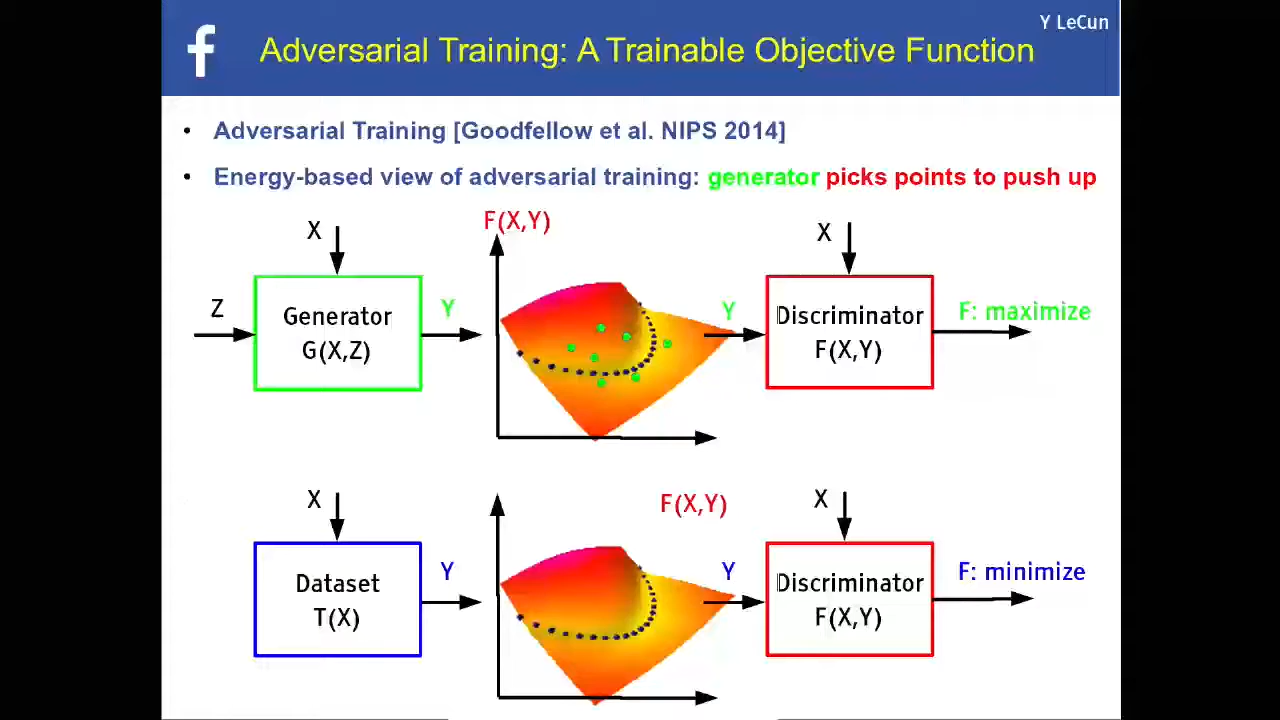 Y LeCun
f
Adversarial Training: A Trainable Objective Function
• Adversarial Training [Goodfellow et al. NIPS 2014]
• Energy-based view of adversarial training: generator picks points to push up
F(X,Y)
X
X
Z
Generator
G(X,Z)
Y
Y
Discriminator
F(X,Y)
F: maximize
X
F(X,Y)
X
Dataset
T(X)
Y
Y
Discriminator
F(X,Y)
F: minimize